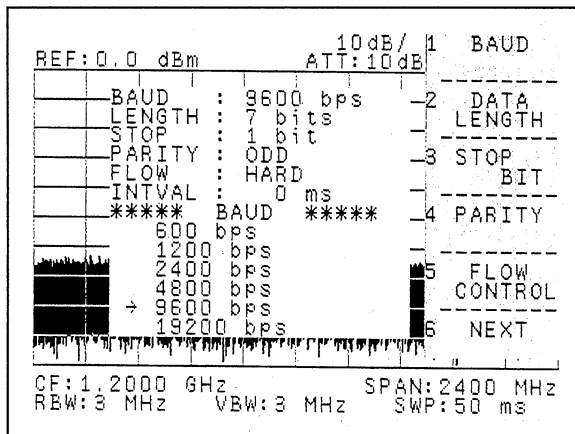 10dB/
REF:0.0 dBm ATT:10dB
BAUD : 9600 bps
LENGTH : 7 bits
STOP : 1 bit
PARITY : ODD
FLOW : HARD
INTVAL : 0 ms
***** BAUD *****
600 bps
1200 bps
2400 bps
4800 bps
→ 9600 bps
19200 bps
1 BAUD
2 DATA
LENGTH
3 STOP
BIT
4 PARITY
5 FLOW
CONTROL
6 NEXT
CF:1.2000 GHz SPAN:2400 MHz
RBW:3 MHz VBW:3 MHz SWP:50 ms